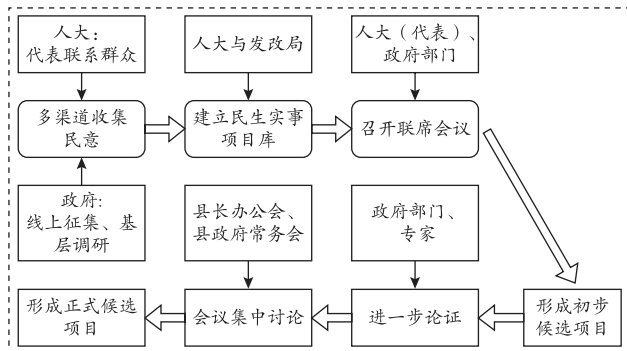 人大：
代表联系群众
人大与发改局
人大（代表）、
政府部门
多渠道收集
民意
建立民生实事
项目库
召开联席会议
政府:
线上征集、基
层调研
县长办公会、
县政府常务会
政府部门、
专家
形成正式候选
项目
会议集中讨论
进一步论证
形成初步
候选项目